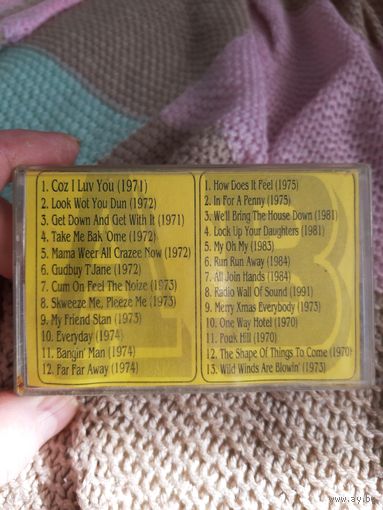 1. Coz I Luv You (1971)
2. Look Wot You Dun (1972)
3. Get Down And Get With It (1971)
4. Take Me Bak 'Ome (1972)
5. Mama Weer All Crazee Now (1972)
6. Gudbuy T'Jane (1972)
7. Cum On Feel The Noize (1973)
8. Skweeze Me, Pleeze Me (1973)
9. My Friend Stan (1973)
10. Everyday (1974)
11. Bangin' Man (1974)
12. Far Far Away (1974)
1. How Does It Feel (1975)
2. In For A Penny (1975)
3. We'll Bring The House Down (1981)
4. Lock Up Your Daughters (1981)
5. My Oh My (1983)
6. Run Run Away (1984)
7. All Join Hands (1984)
8. Radio Wall Of Sound (1991)
9. Merry Xmas Everybody (1973)
10. One Way Hotel (1970)
11. Pouk Hill (1970)
12. The Shape Of Things To Come (1970)
13. Wild Winds Are Blowin' (1973)
A B
www.ay.by